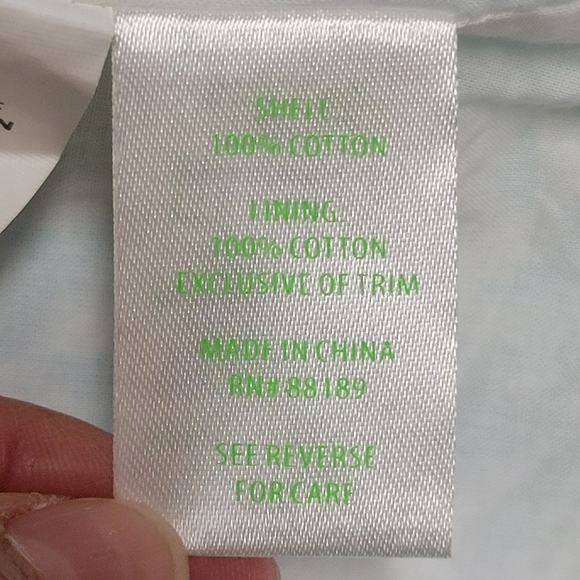 SHELL
100% COTTON
LINING
100% COTTON
EXCLUSIVE OF TRIM
MADE IN CHINA
RN# 88189
SEE REVERSE
FOR CARE